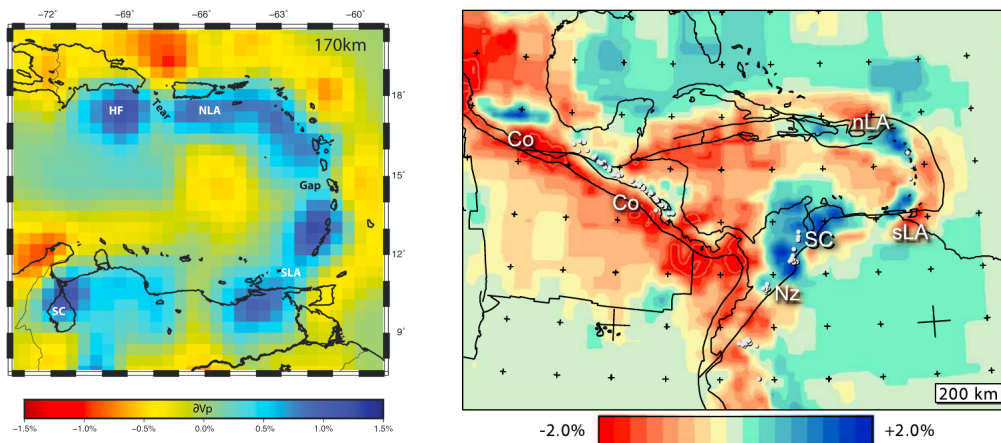 −72° −69° −66° −63° −60°
170km
18°
15°
12°
9°
HF
Tear
NLA
Gap
SLA
SC
∂Vp
−1.5% −1.0% −0.5% 0.0% 0.5% 1.0% 1.5%
nLA
Co
Co
sLA
SC
Nz
200 km
-2.0% +2.0%